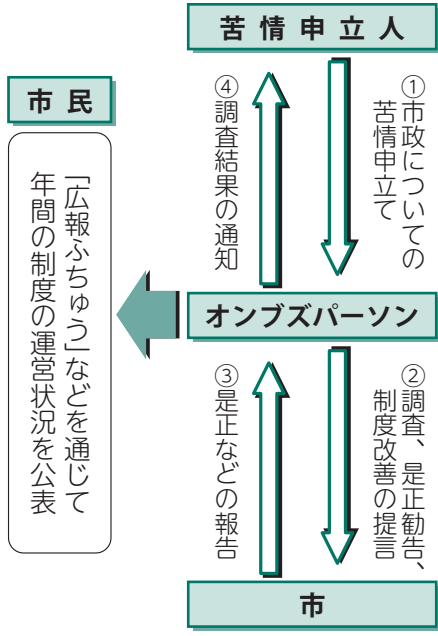 苦情申立人
①市政についての
苦情申立て
④調査結果の通知
市民
「広報ふちゅう」などを通じて
年間の制度の運営状況を公表
オンブズパーソン
②調査、是正勧告、
制度改善の提言
③是正などの報告
市